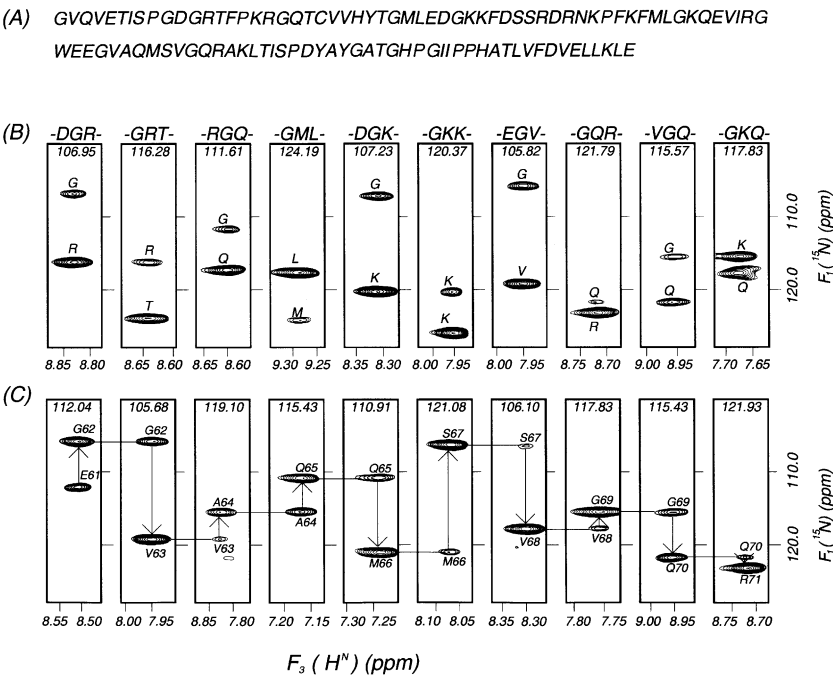 (A) GVQVETISPGDGRTFPKRGQTCVVHYTGMLEDGKKFDSSRDRNKPFKFMLGKQEVIRG
WEEGVAQMSVGQRAKLTISPDYAYGATGHPGIIPPHATLVFDVELLKLE
(B) -DGR- -GRT- -RGQ- -GML- -DGK- -GKK- -EGV- -GQR- -VGQ- -GKQ-
106.95 116.28 111.61 124.19 107.23 120.37 105.82 121.79 115.57 117.83
G G G G
110.0
R R G Q L K K V Q G K
T M K R Q Q
120.0
F₁(¹⁵N) (ppm)
8.85 8.80 8.65 8.60 8.65 8.60 9.30 9.25 8.35 8.30 8.00 7.95 8.00 7.95 8.75 8.70 9.00 8.95 7.70 7.65
(C)
112.04 105.68 119.10 115.43 110.91 121.08 106.10 117.83 115.43 121.93
G62 G62 S67 S67
E61 A64 Q65 Q65 G69 G69
110.0
V63 V63 A64 M66 M66 V68 V68 Q70 Q70
R71
120.0
F₁(¹⁵N) (ppm)
8.55 8.50 8.00 7.95 8.85 7.80 7.20 7.15 7.30 7.25 8.10 8.05 8.35 8.30 7.80 7.75 9.00 8.95 8.75 8.70
F₃ (Hᴺ) (ppm)